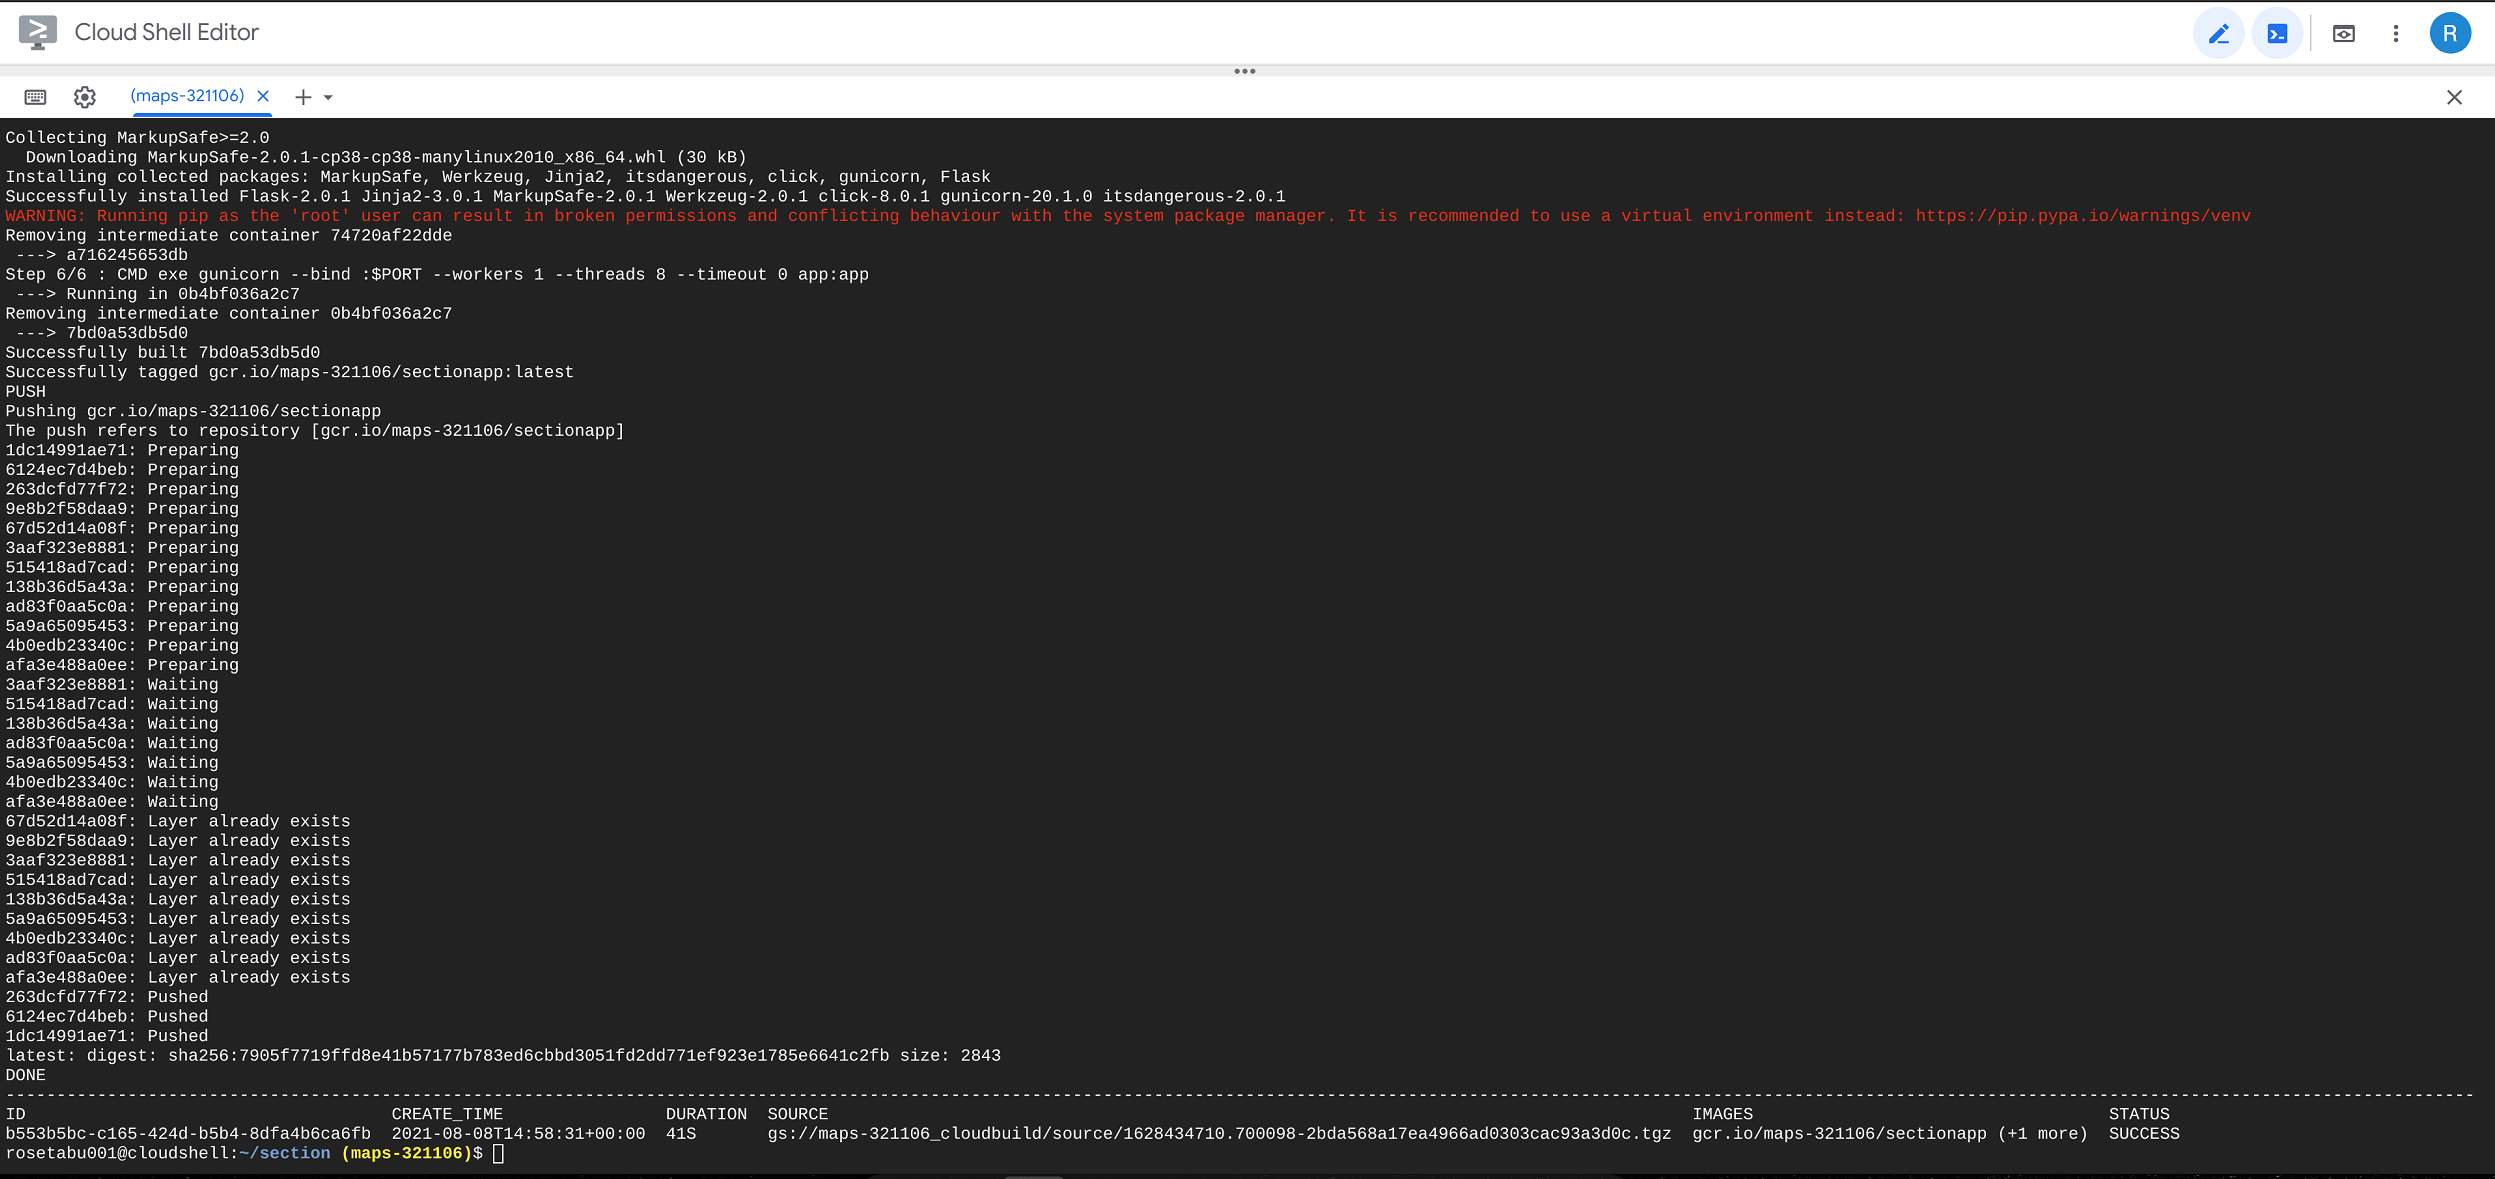 Cloud Shell Editor
R
(maps-321106)
Collecting MarkupSafe>=2.0
  Downloading MarkupSafe-2.0.1-cp38-cp38-manylinux2010_x86_64.whl (30 kB)
Installing collected packages: MarkupSafe, Werkzeug, Jinja2, itsdangerous, click, gunicorn, Flask
Successfully installed Flask-2.0.1 Jinja2-3.0.1 MarkupSafe-2.0.1 Werkzeug-2.0.1 click-8.0.1 gunicorn-20.1.0 itsdangerous-2.0.1
WARNING: Running pip as the 'root' user can result in broken permissions and conflicting behaviour with the system package manager. It is recommended to use a virtual environment instead: https://pip.pypa.io/warnings/venv
Removing intermediate container 74720af22dde
 ---> a716245653db
Step 6/6 : CMD exe gunicorn --bind :$PORT --workers 1 --threads 8 --timeout 0 app:app
 ---> Running in 0b4bf036a2c7
Removing intermediate container 0b4bf036a2c7
 ---> 7bd0a53db5d0
Successfully built 7bd0a53db5d0
Successfully tagged gcr.io/maps-321106/sectionapp:latest
PUSH
Pushing gcr.io/maps-321106/sectionapp
The push refers to repository [gcr.io/maps-321106/sectionapp]
1dc14991ae71: Preparing
6124ec7d4beb: Preparing
263dcfd77f72: Preparing
9e8b2f58daa9: Preparing
67d52d14a08f: Preparing
3aaf323e8881: Preparing
515418ad7cad: Preparing
138b36d5a43a: Preparing
ad83f0aa5c0a: Preparing
5a9a65095453: Preparing
4b0edb23340c: Preparing
afa3e488a0ee: Preparing
3aaf323e8881: Waiting
515418ad7cad: Waiting
138b36d5a43a: Waiting
ad83f0aa5c0a: Waiting
5a9a65095453: Waiting
4b0edb23340c: Waiting
afa3e488a0ee: Waiting
67d52d14a08f: Layer already exists
9e8b2f58daa9: Layer already exists
3aaf323e8881: Layer already exists
515418ad7cad: Layer already exists
138b36d5a43a: Layer already exists
5a9a65095453: Layer already exists
4b0edb23340c: Layer already exists
ad83f0aa5c0a: Layer already exists
afa3e488a0ee: Layer already exists
263dcfd77f72: Pushed
6124ec7d4beb: Pushed
1dc14991ae71: Pushed
latest: digest: sha256:7905f7719ffd8e41b57177b783ed6cbbd3051fd2dd771ef923e1785e6641c2fb size: 2843
DONE
ID CREATE_TIME DURATION SOURCE IMAGES STATUS
b553b5bc-c165-424d-b5b4-8dfa4b6ca6fb 2021-08-08T14:58:31+00:00 41S gs://maps-321106_cloudbuild/source/1628434710.700098-2bda568a17ea4966ad0303cac93a3d0c.tgz gcr.io/maps-321106/sectionapp (+1 more) SUCCESS
rosetabu001@cloudshell:~/section (maps-321106)$